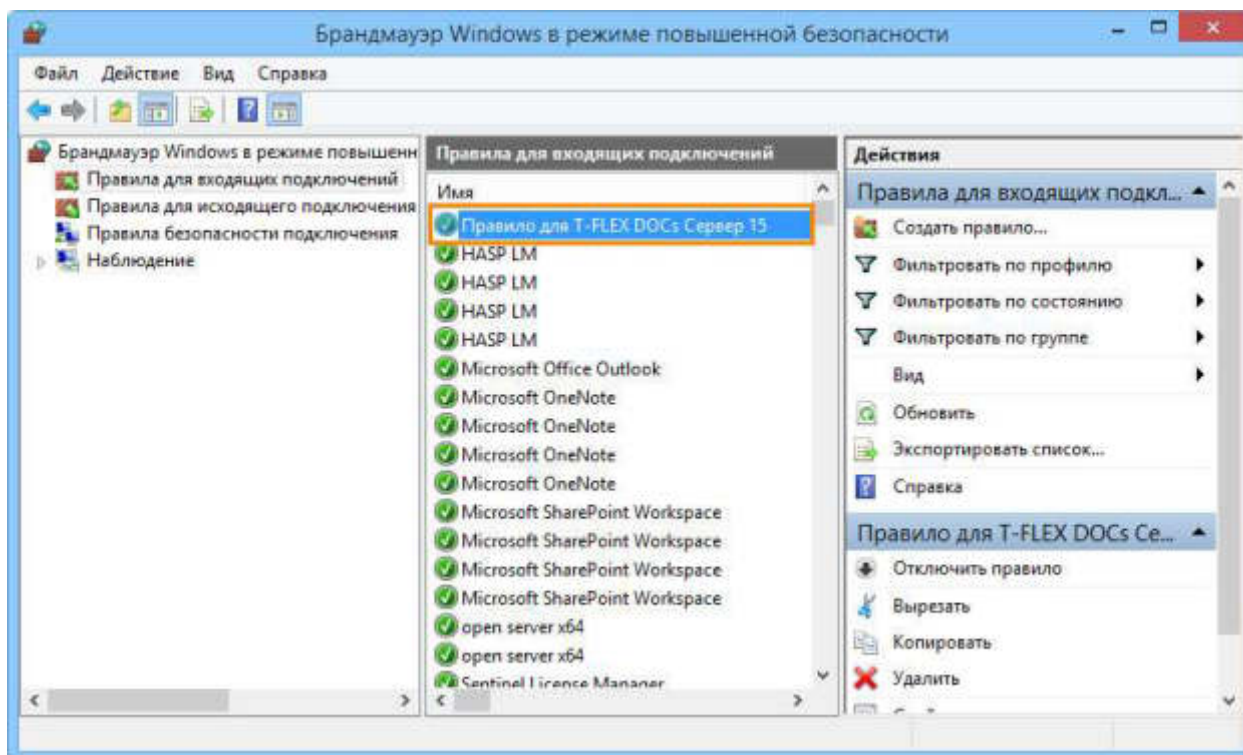 Брандмауэр Windows в режиме повышенной безопасности
Файл Действие Вид Справка
Брандмауэр Windows в режиме повышенн
Правила для входящих подключений
Правила для исходящего подключения
Правила безопасности подключения
Наблюдение
Правила для входящих подключений
Имя
Правило для T-FLEX DOCs Сервер 15
HASP LM
HASP LM
HASP LM
HASP LM
Microsoft Office Outlook
Microsoft OneNote
Microsoft OneNote
Microsoft OneNote
Microsoft OneNote
Microsoft SharePoint Workspace
Microsoft SharePoint Workspace
Microsoft SharePoint Workspace
Microsoft SharePoint Workspace
open server x64
open server x64
Sentinel License Manager
Действия
Правила для входящих подкл...
Создать правило...
Фильтровать по профилю
Фильтровать по состоянию
Фильтровать по группе
Вид
Обновить
Экспортировать список...
Справка
Правило для T-FLEX DOCs Се...
Отключить правило
Вырезать
Копировать
Удалить